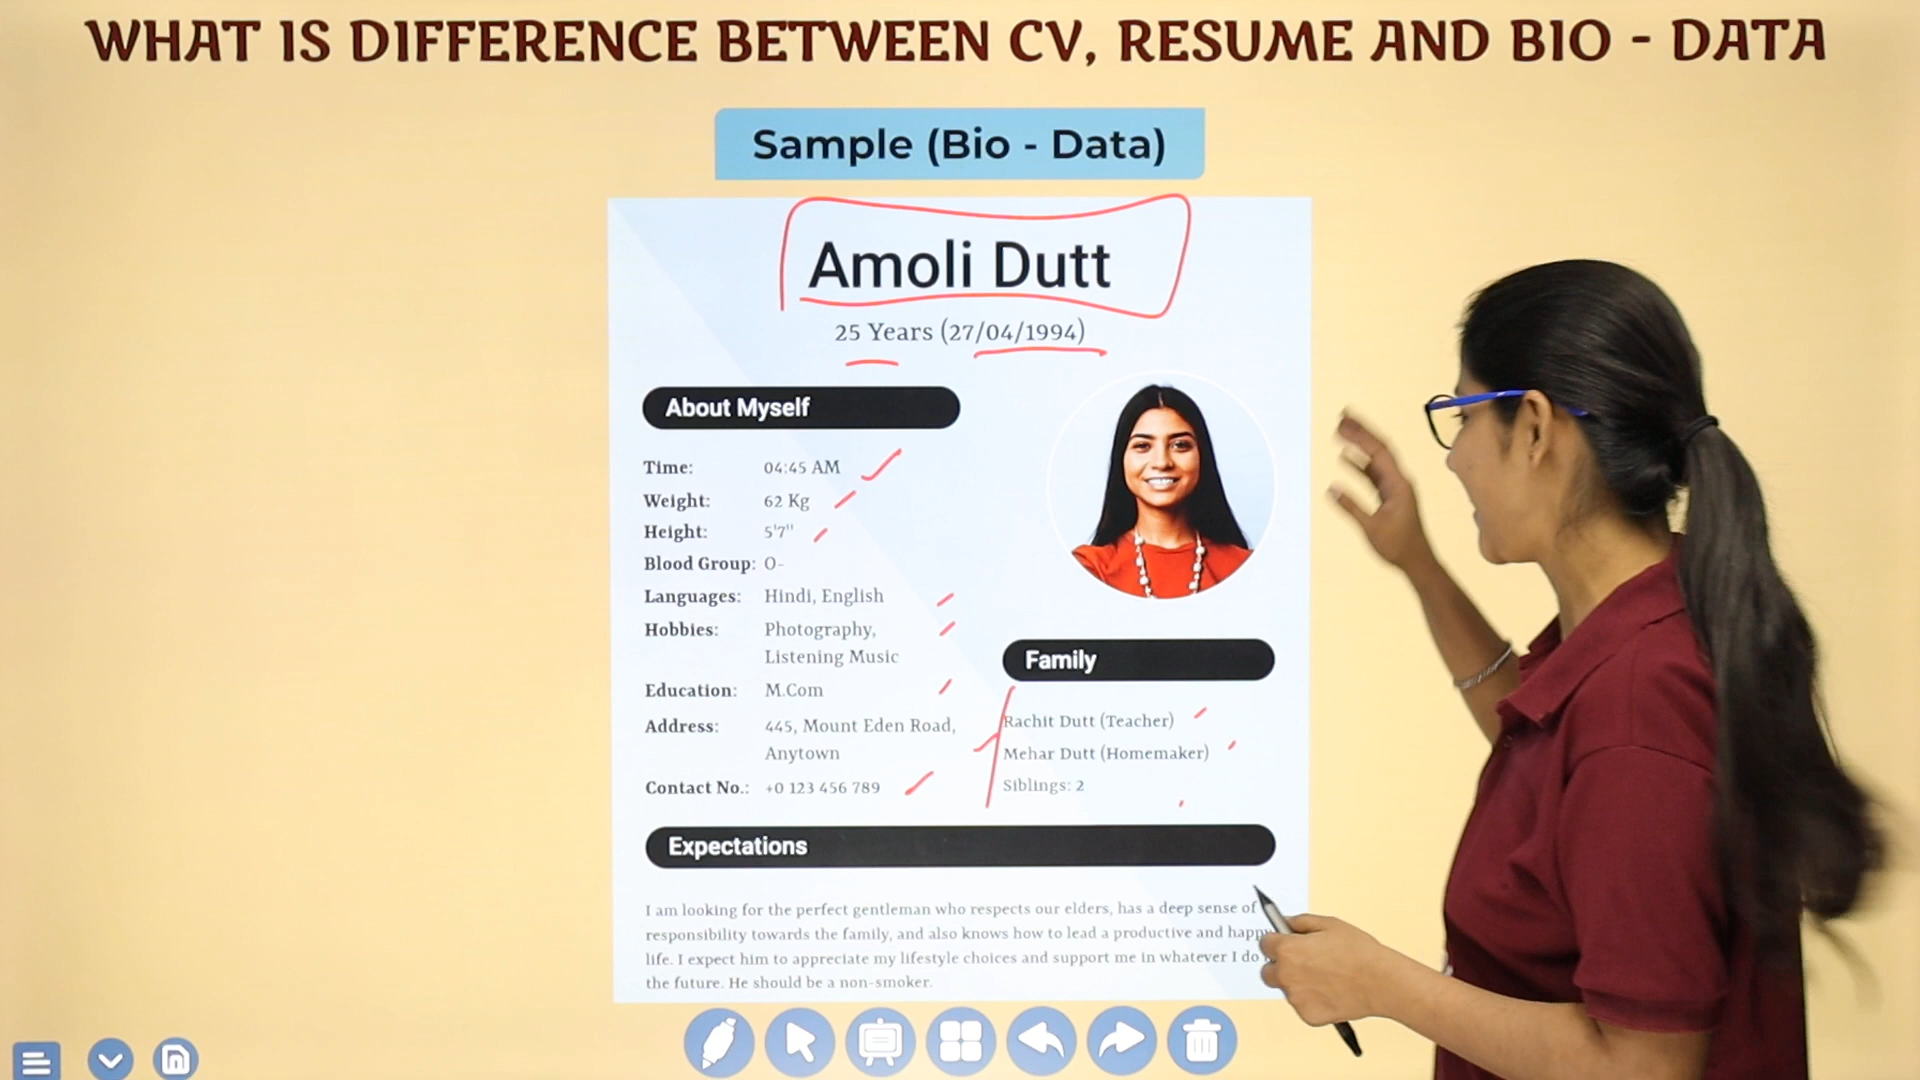 WHAT IS DIFFERENCE BETWEEN CV, RESUME AND BIO - DATA
Sample (Bio - Data)
Amoli Dutt
25 Years (27/04/1994)
About Myself
Time: 04:45 AM
Weight: 62 Kg
Height: 5'7"
Blood Group: O-
Languages: Hindi, English
Hobbies: Photography,
Listening Music
Education: M.Com
Address: 445, Mount Eden Road,
Anytown
Contact No.: +0 123 456 789
Family
Rachit Dutt (Teacher)
Mehar Dutt (Homemaker)
Siblings: 2
Expectations
I am looking for the perfect gentleman who respects our elders, has a deep sense of
responsibility towards the family, and also knows how to lead a productive and happy
life. I expect him to appreciate my lifestyle choices and support me in whatever I do
the future. He should be a non-smoker.